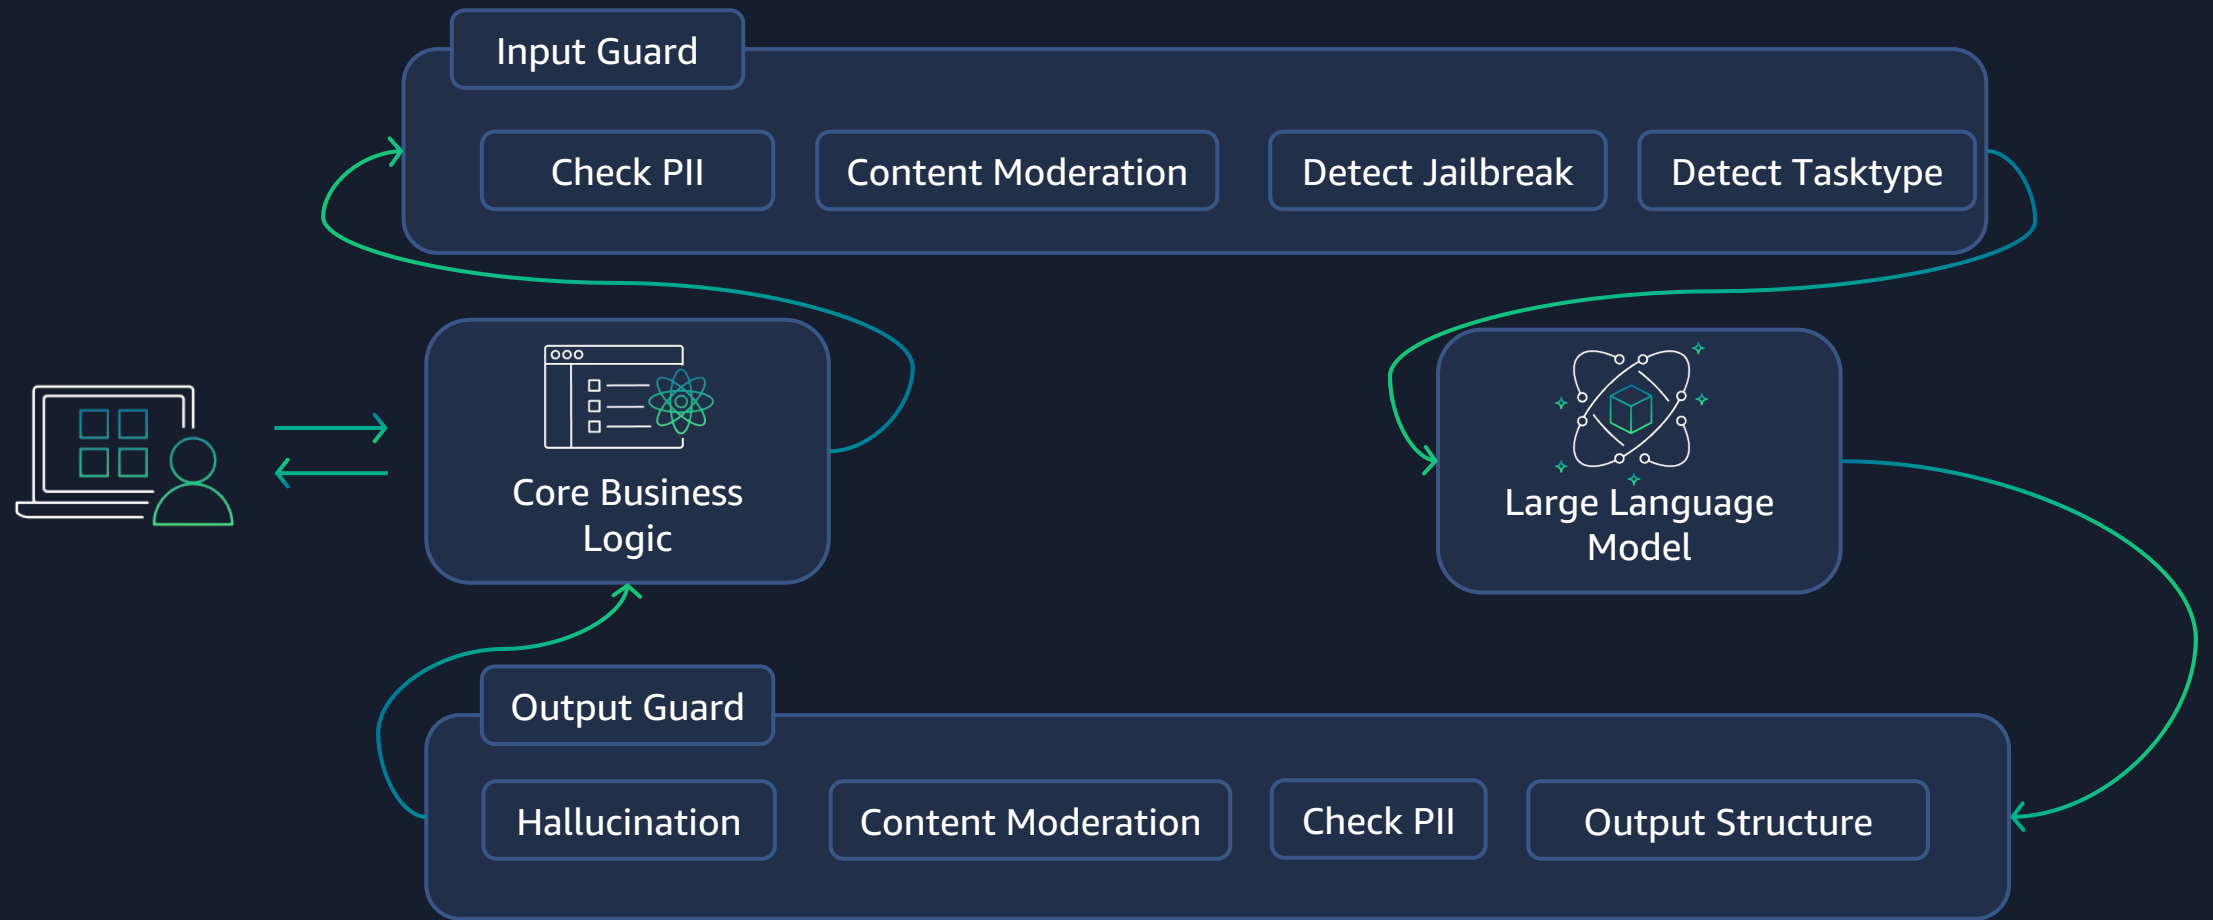 Input Guard
Check PII
Content Moderation
Detect Jailbreak
Detect Tasktype
Core Business
Logic
Large Language
Model
Output Guard
Hallucination
Content Moderation
Check PII
Output Structure